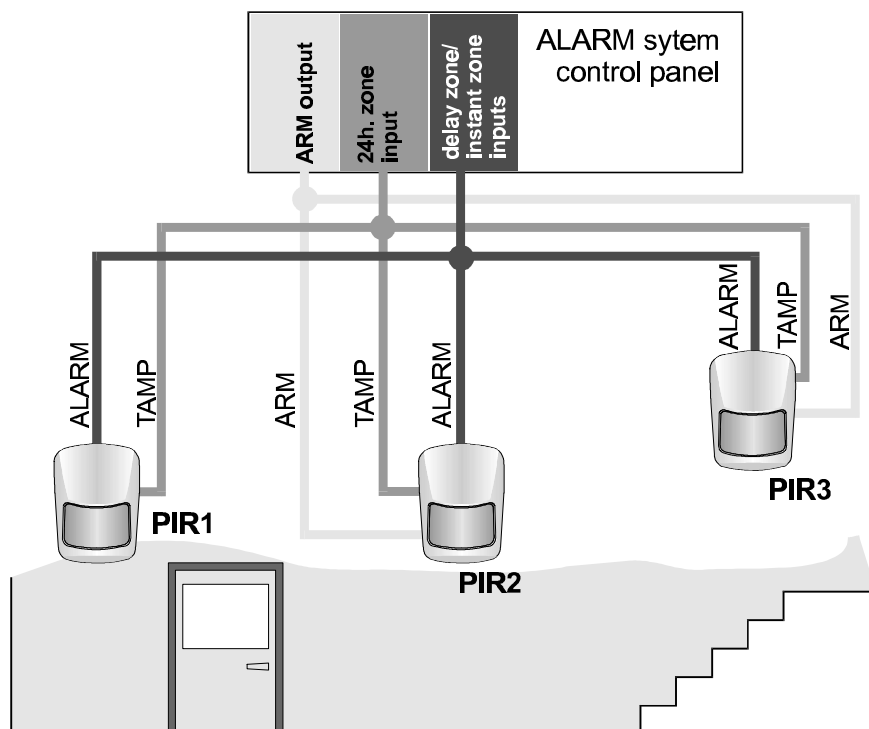 ARM output
24h. zone
input
delay zone/
instant zone
inputs
ALARM sytem
control panel
ALARM
TAMP
ARM
TAMP
ALARM
ALARM
TAMP
ARM
PIR1
PIR2
PIR3